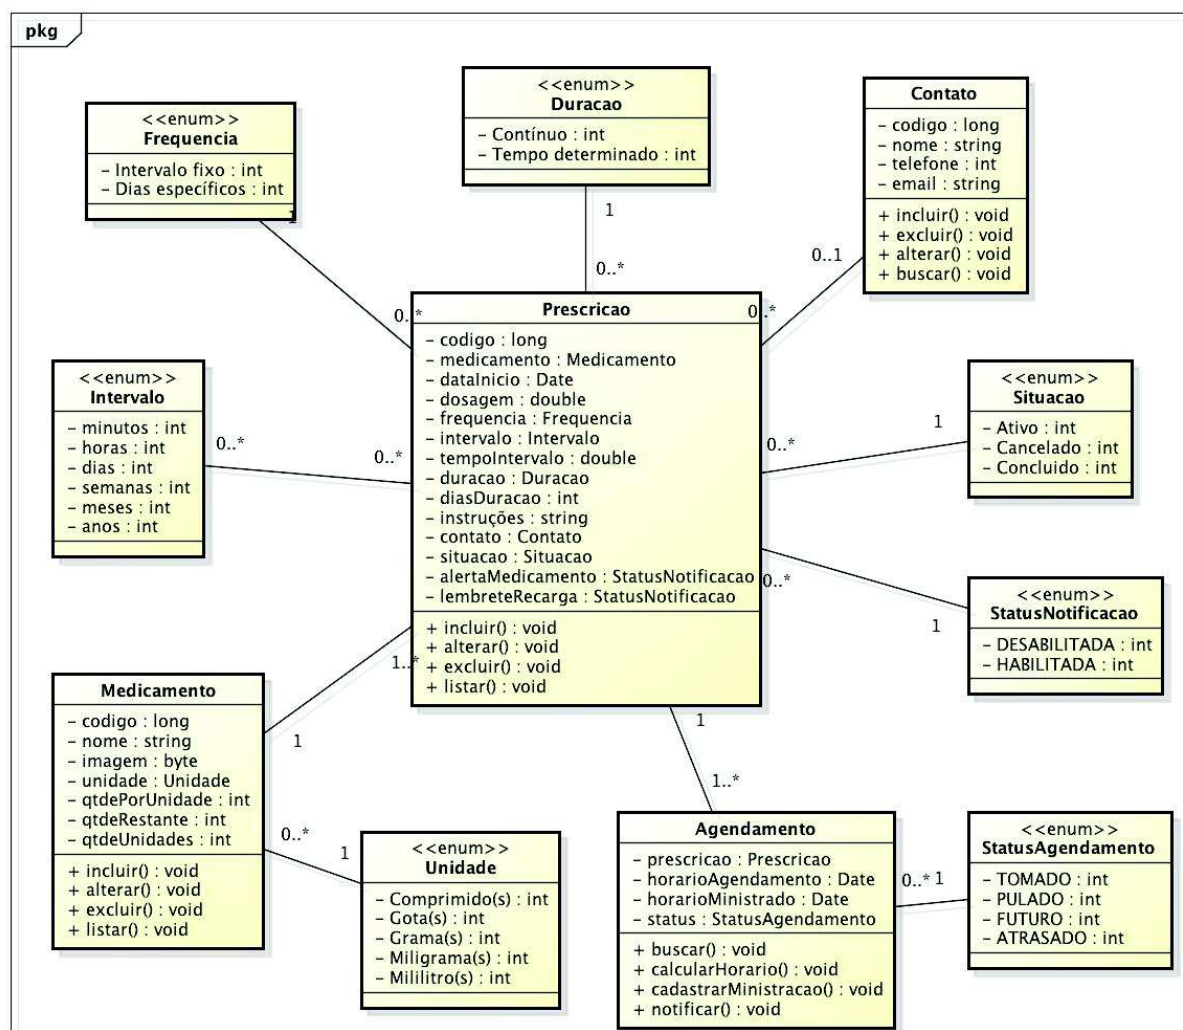 pkg
<<enum>>
Frequência
– Intervalo fixo : int
– Dias específicos : int
1
0..*
<<enum>>
Duracao
– Contínuo : int
– Tempo determinado : int
1
0..*
Contato
– codigo : long
– nome : string
– telefone : int
– email : string
+ incluir() : void
+ excluir() : void
+ alterar() : void
+ buscar() : void
0..1
0..*
Prescricao
– codigo : long
– medicamento : Medicamento
– dataInicio : Date
– dosagem : double
– frequencia : Frequencia
– intervalo : Intervalo
– tempoIntervalo : double
– duracao : Duracao
– diasDuracao : int
– instruções : string
– contato : Contato
– situacao : Situacao
– alertaMedicamento : StatusNotificacao
– lembreteRecarga : StatusNotificacao
+ incluir() : void
+ alterar() : void
+ excluir() : void
+ listar() : void
<<enum>>
Intervalo
– minutos : int
– horas : int
– dias : int
– semanas : int
– meses : int
– anos : int
0..*
0..*
<<enum>>
Situacao
– Ativo : int
– Cancelado : int
– Concluido : int
1
0..*
<<enum>>
StatusNotificacao
– DESABILITADA : int
– HABILITADA : int
0..*
1
Medicamento
– codigo : long
– nome : string
– imagem : byte
– unidade : Unidade
– qtdePorUnidade : int
– qtdeRestante : int
– qtdeUnidades : int
+ incluir() : void
+ alterar() : void
+ excluir() : void
+ listar() : void
1..*
1
0..*
1
<<enum>>
Unidade
– Comprimido(s) : int
– Gota(s) : int
– Grama(s) : int
– Miligrama(s) : int
– Mililitro(s) : int
1
1..*
Agendamento
– prescricao : Prescricao
– horarioAgendamento : Date
– horarioMinistrado : Date
– status : StatusAgendamento
+ buscar() : void
+ calcularHorario() : void
+ cadastrarMinistracao() : void
+ notificar() : void
0..*
1
<<enum>>
StatusAgendamento
– TOMADO : int
– PULADO : int
– FUTURO : int
– ATRASADO : int